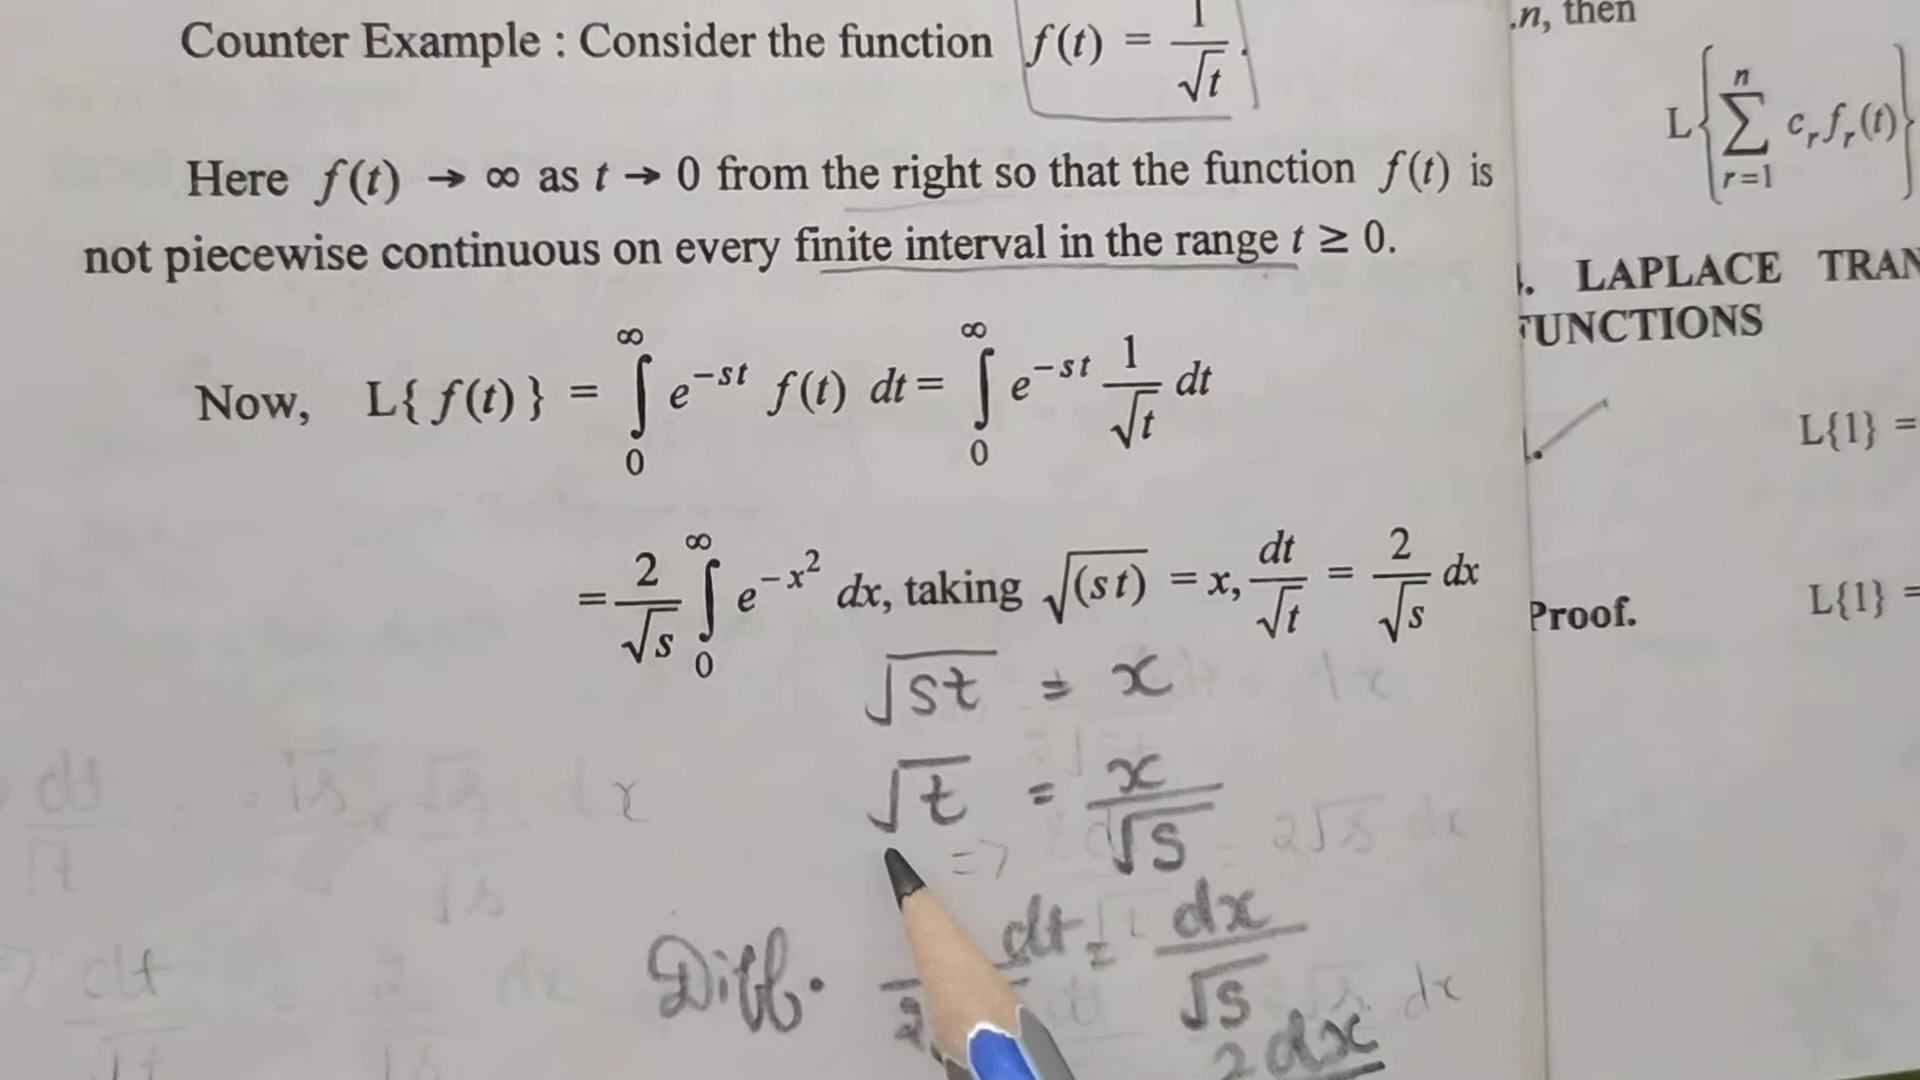 Counter Example : Consider the function f(t) = 1/√t.
Here f(t) → ∞ as t → 0 from the right so that the function f(t) is
not piecewise continuous on every finite interval in the range t ≥ 0.
Now, L{ f(t) } = ∫₀^∞ e^{-st} f(t) dt = ∫₀^∞ e^{-st} 1/√t dt
= 2/√s ∫₀^∞ e^{-x²} dx, taking √(st) = x, dt/√t = 2/√s dx
√st = x
√t = x/√s
Diff. dt = dx/√s
2dx
.n, then
L{∑_{r=1}^{n} c_r f_r(t)}
LAPLACE
FUNCTIONS
L{1} =
Proof. L{1} =